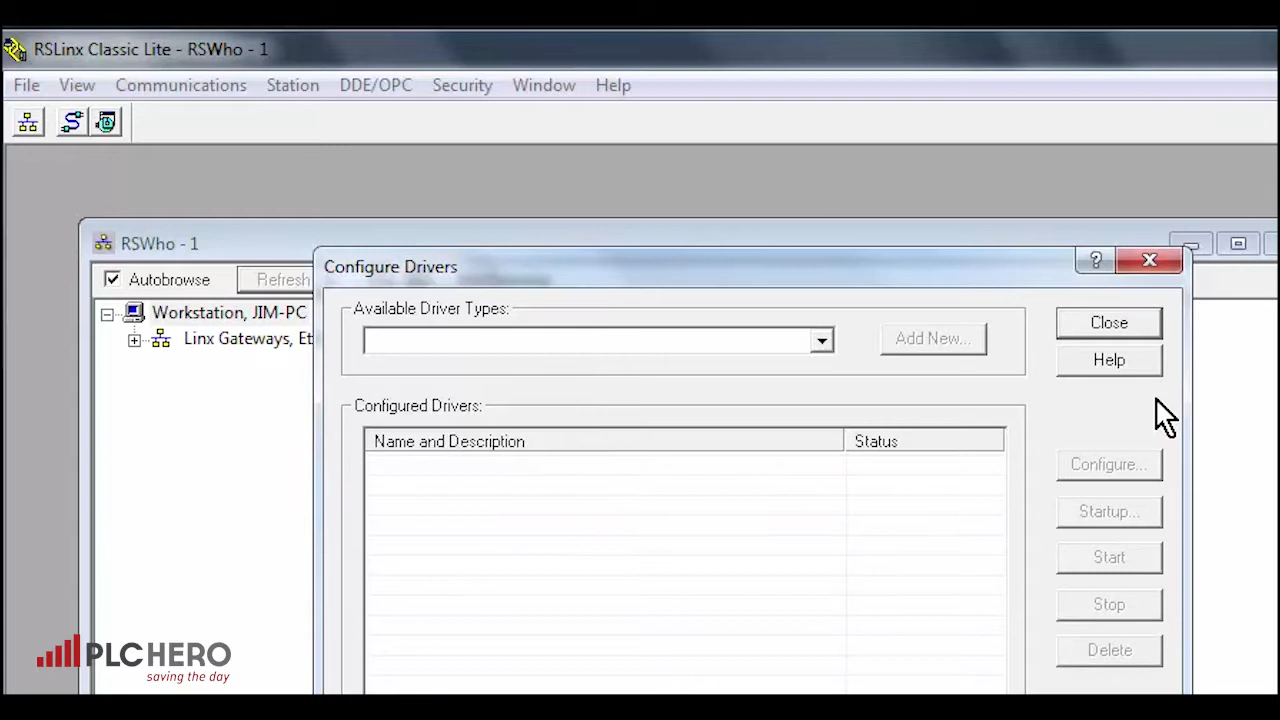 RSLinx Classic Lite - RSWho - 1
File View Communications Station DDE/OPC Security Window Help
RSWho - 1
Configure Drivers
Autobrowse
Refresh
Workstation, JIM-PC
Linx Gateways, Et
Available Driver Types:
Add New...
Close
Help
Configured Drivers:
Name and Description
Status
Configure...
Startup...
Start
Stop
Delete
PLCHERO
saving the day